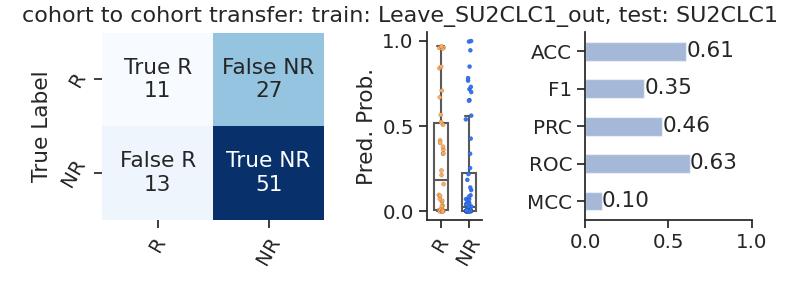 cohort to cohort transfer: train: Leave_SU2CLC1_out, test: SU2CLC1
True Label
R
NR
True R
11
False NR
27
False R
13
True NR
51
R
NR
Pred. Prob.
1.0
0.5
0.0
R
NR
ACC
0.61
F1
0.35
PRC
0.46
ROC
0.63
MCC
0.10
0.0
0.5
1.0